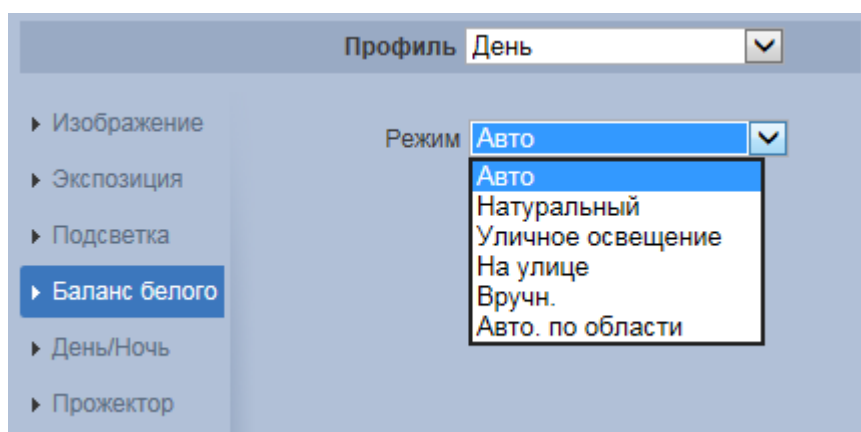 Профиль День
Изображение
Режим Авто
Экспозиция
Авто
Натуральный
Подсветка
Уличное освещение
На улице
Баланс белого
Вручн.
Авто. по области
День/Ночь
Прожектор